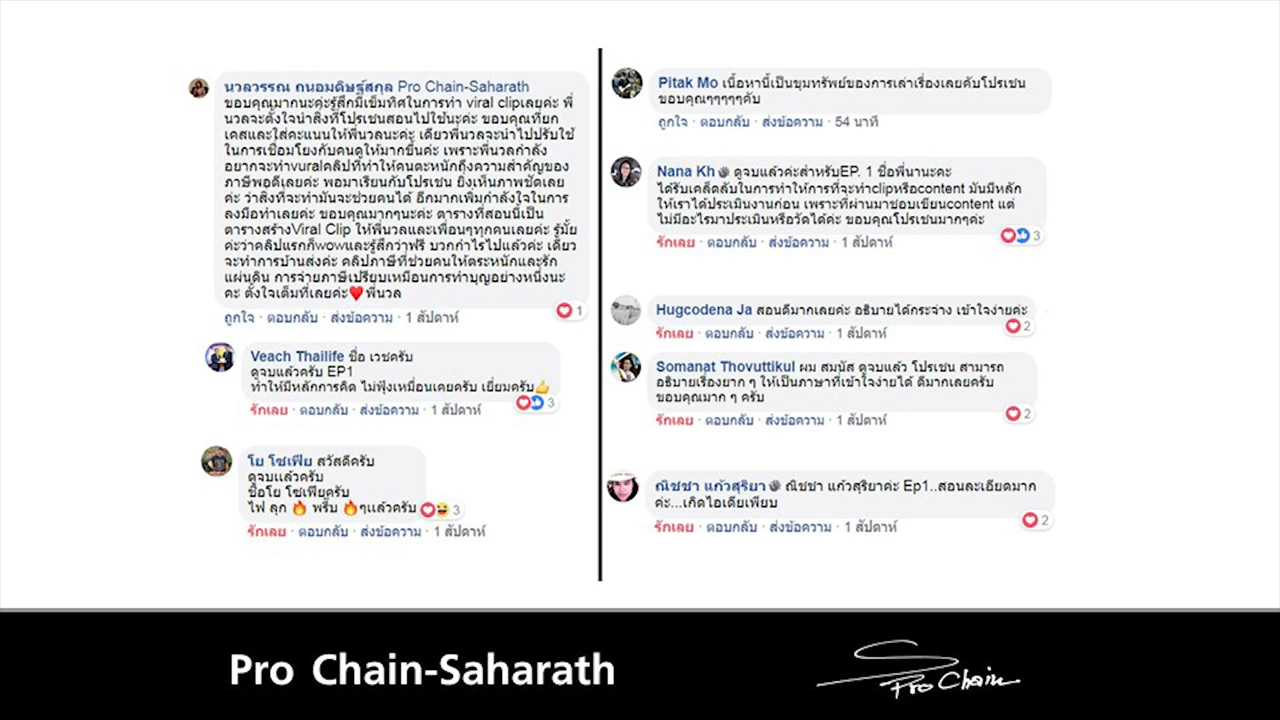 นวลวรรณ ถนอมดิษฐ์สกุล Pro Chain-Saharath
ขอบคุณมากนะค่ะรู้สึกมีเข็มทิศในการทำ viral clipเลยค่ะ พี่
นวลจะตั้งใจนำสิ่งที่โปรเชนสอนไปใช้นะคะ ขอบคุณที่ยก
เคสและใส่คะแนนให้พี่นวลนะค่ะ เดียวพี่นวลจะนำไปปรับใช้
ในการเชื่อมโยงกับคนดูให้มากขึ้นค่ะ เพราะพี่นวลกำลัง
อยากจะทำvuralคลิปที่ทำให้คนตะหนักถึงความสำคัญของ
ภาษีพอดีเลยค่ะ พอมาเรียนกับโปรเชน ยิ่งเห็นภาพชัดเลย
ค่ะ ว่าสิ่งที่จะทำมันจะช่วยคนได้ อีกมากเพิ่มกำลังใจในการ
ลงมือทำเลยค่ะ ขอบคุณมากๆนะค่ะ ตารางที่สอนนี้เป็น
ตารางสร้างViral Clip ให้พี่นวลและเพื่อนๆทุกคนเลยค่ะ รู้มั้ย
ค่ะว่าคลิปแรกก็wowและรู้สึกว่าฟรี บวกกำไรไปแล้วค่ะ เดี๋ยว
จะทำการบ้านส่งค่ะ คลิปภาษีที่ช่วยคนให้ตระหนักและรัก
แผ่นดิน การจ่ายภาษีเปรียบเหมือนการทำบุญอย่างหนึ่งนะ
คะ ตั้งใจเต็มที่เลยค่ะ❤️พี่นวล
1
ถูกใจ · ตอบกลับ · ส่งข้อความ · 1 สัปดาห์
Veach Thailife ชื่อ เวชครับ
ดูจบแล้วครับ EP1
ทำให้มีหลักการคิด ไม่ฟุ้งเหมือนเคยครับ เยี่ยมครับ👍
3
รักเลย · ตอบกลับ · ส่งข้อความ · 1 สัปดาห์
โย โซเฟีย สวัสดีครับ
ดูจบแล้วครับ
ชื่อโย โซเฟียครับ
ไฟ ลุก 🔥 พรึ่บ 🔥ๆแล้วครับ
3
รักเลย · ตอบกลับ · ส่งข้อความ · 1 สัปดาห์
Pitak Mo เนื้อหานี้เป็นขุมทรัพย์ของการเล่าเรื่องเลยคับโปรเชน
ขอบคุณๆๆๆๆๆคับ
ถูกใจ · ตอบกลับ · ส่งข้อความ · 54 นาที
Nana Kh ดูจบแล้วค่ะสำหรับEP. 1 ชื่อพี่นานะคะ
ได้รับเคล็ดลับในการทำให้การที่จะทำclipหรือcontent มันมีหลัก
ให้เราได้ประเมินงานก่อน เพราะที่ผ่านมาชอบเขียนcontent แต่
ไม่มีอะไรมาประเมินหรือวัดได้ค่ะ ขอบคุณโปรเชนมากๆค่ะ
3
รักเลย · ตอบกลับ · ส่งข้อความ · 1 สัปดาห์
Hugcodena Ja สอนดีมากเลยค่ะ อธิบายได้กระจ่าง เข้าใจง่ายค่ะ
2
รักเลย · ตอบกลับ · ส่งข้อความ · 1 สัปดาห์
Somanat Thovuttikul ผม สมนัส ดูจบแล้ว โปรเชน สามารถ
อธิบายเรื่องยาก ๆ ให้เป็นภาษาที่เข้าใจง่ายได้ ดีมากเลยครับ
ขอบคุณมาก ๆ ครับ
2
รักเลย · ตอบกลับ · ส่งข้อความ · 1 สัปดาห์
ณิชชา แก้วสุริยา ณิชชา แก้วสุริยาค่ะ Ep1..สอนละเอียดมาก
ค่ะ...เกิดไอเดียเพียบ
2
รักเลย · ตอบกลับ · ส่งข้อความ · 1 สัปดาห์
Pro Chain-Saharath
Pro Chain